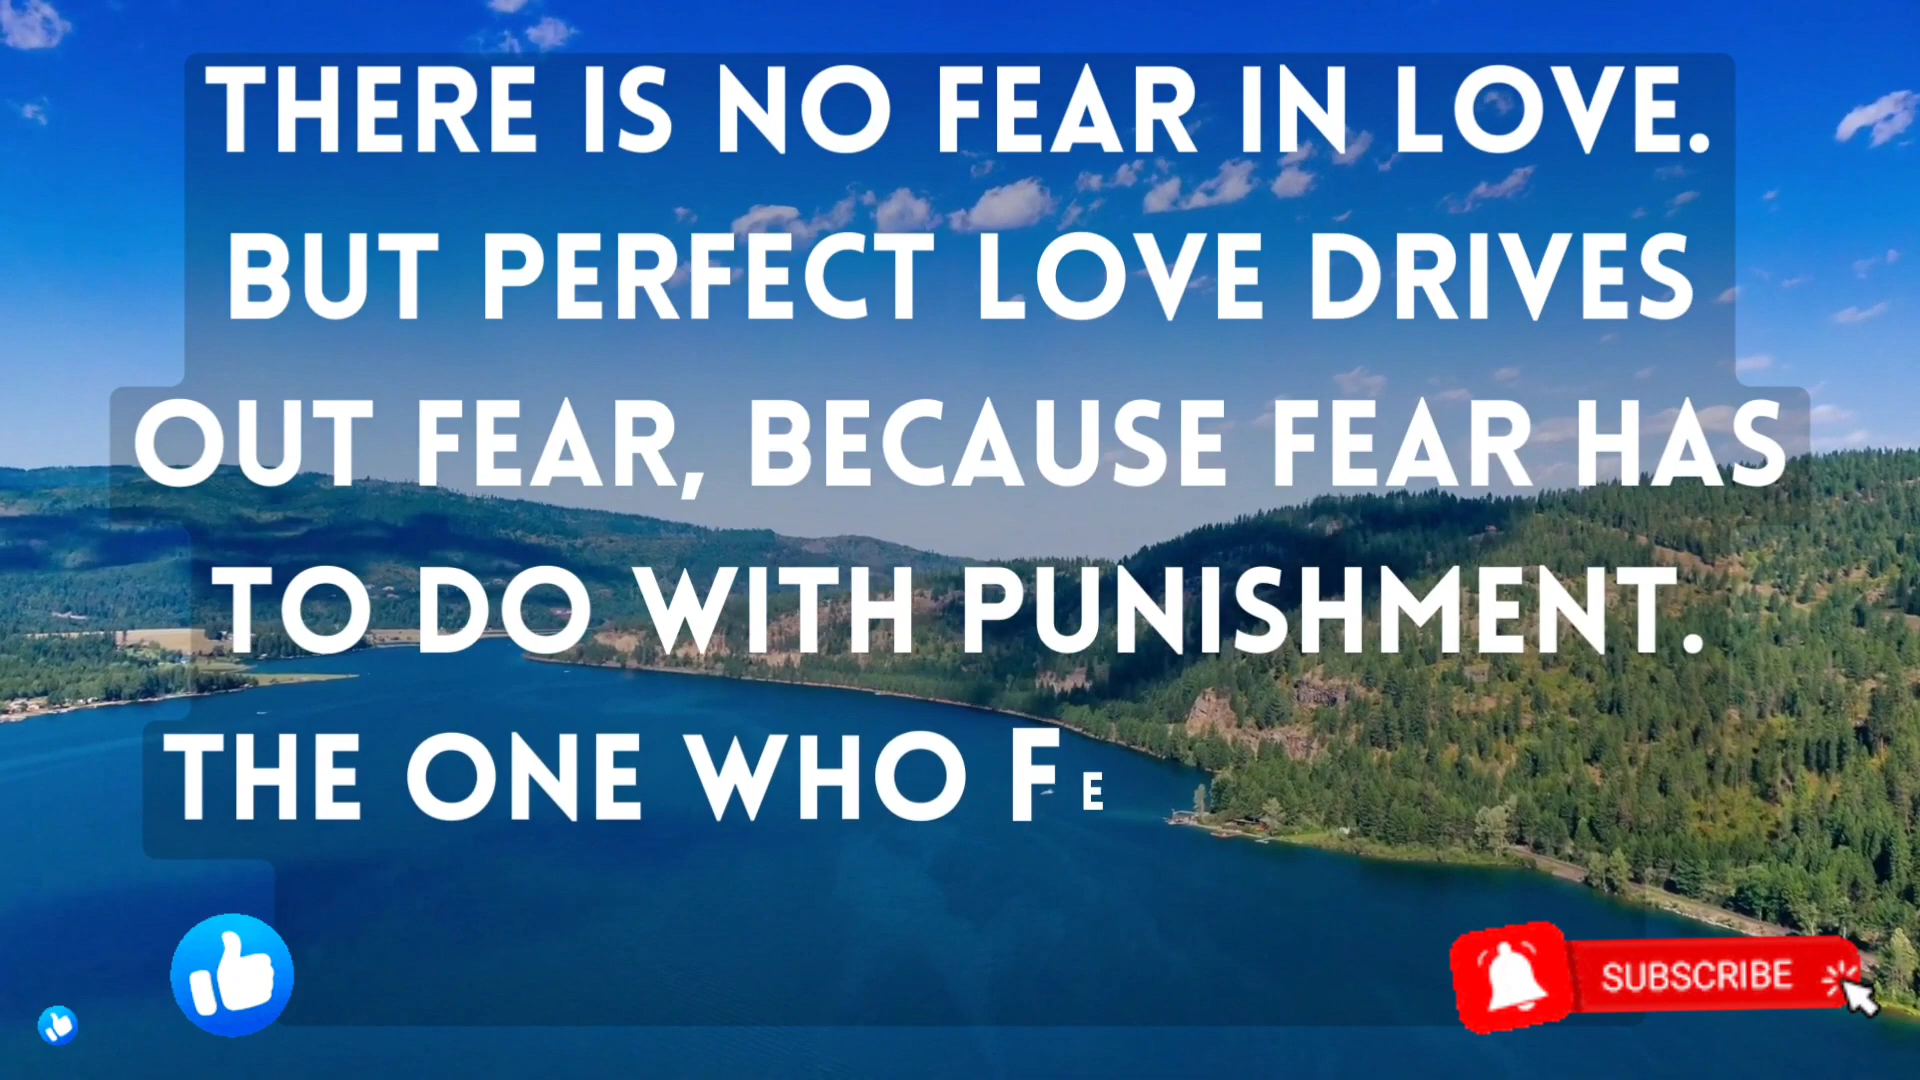 THERE IS NO FEAR IN LOVE.
BUT PERFECT LOVE DRIVES
OUT FEAR, BECAUSE FEAR HAS
TO DO WITH PUNISHMENT.
THE ONE WHO FE
SUBSCRIBE